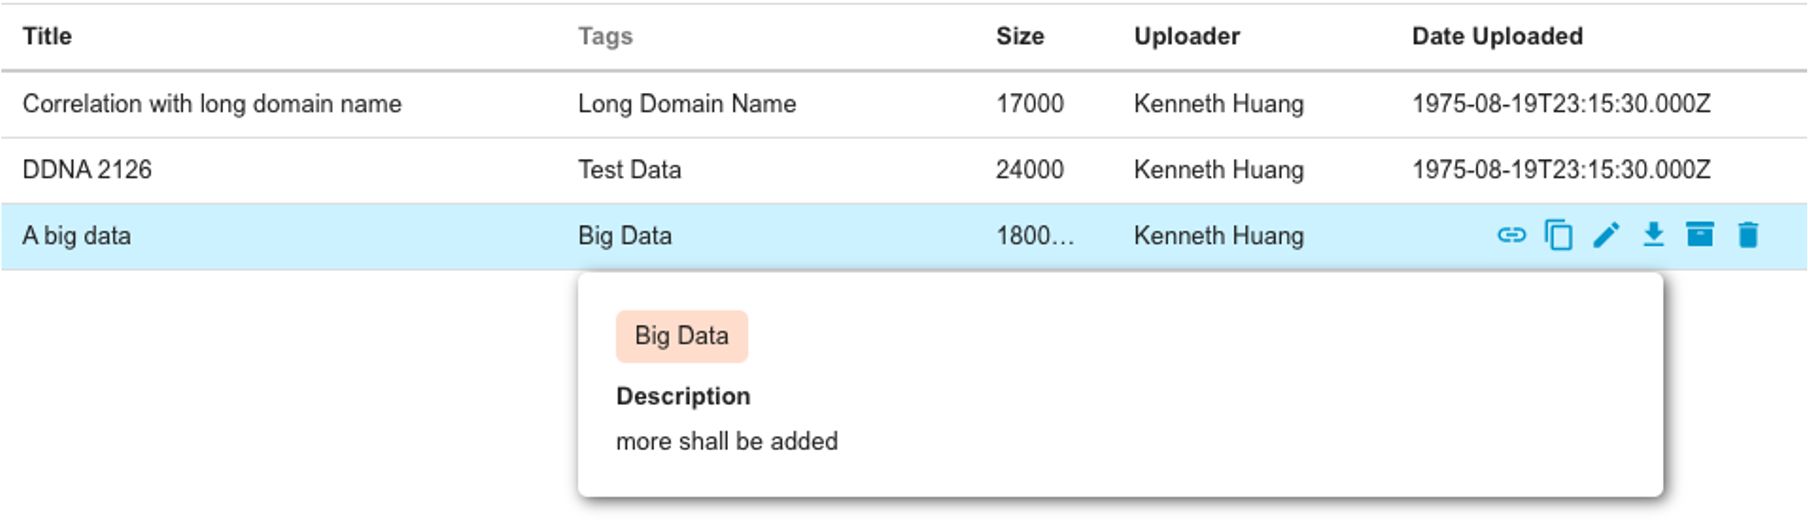 Title Tags Size Uploader Date Uploaded
Correlation with long domain name Long Domain Name 17000 Kenneth Huang 1975-08-19T23:15:30.000Z
DDNA 2126 Test Data 24000 Kenneth Huang 1975-08-19T23:15:30.000Z
A big data Big Data 1800… Kenneth Huang
Big Data
Description
more shall be added